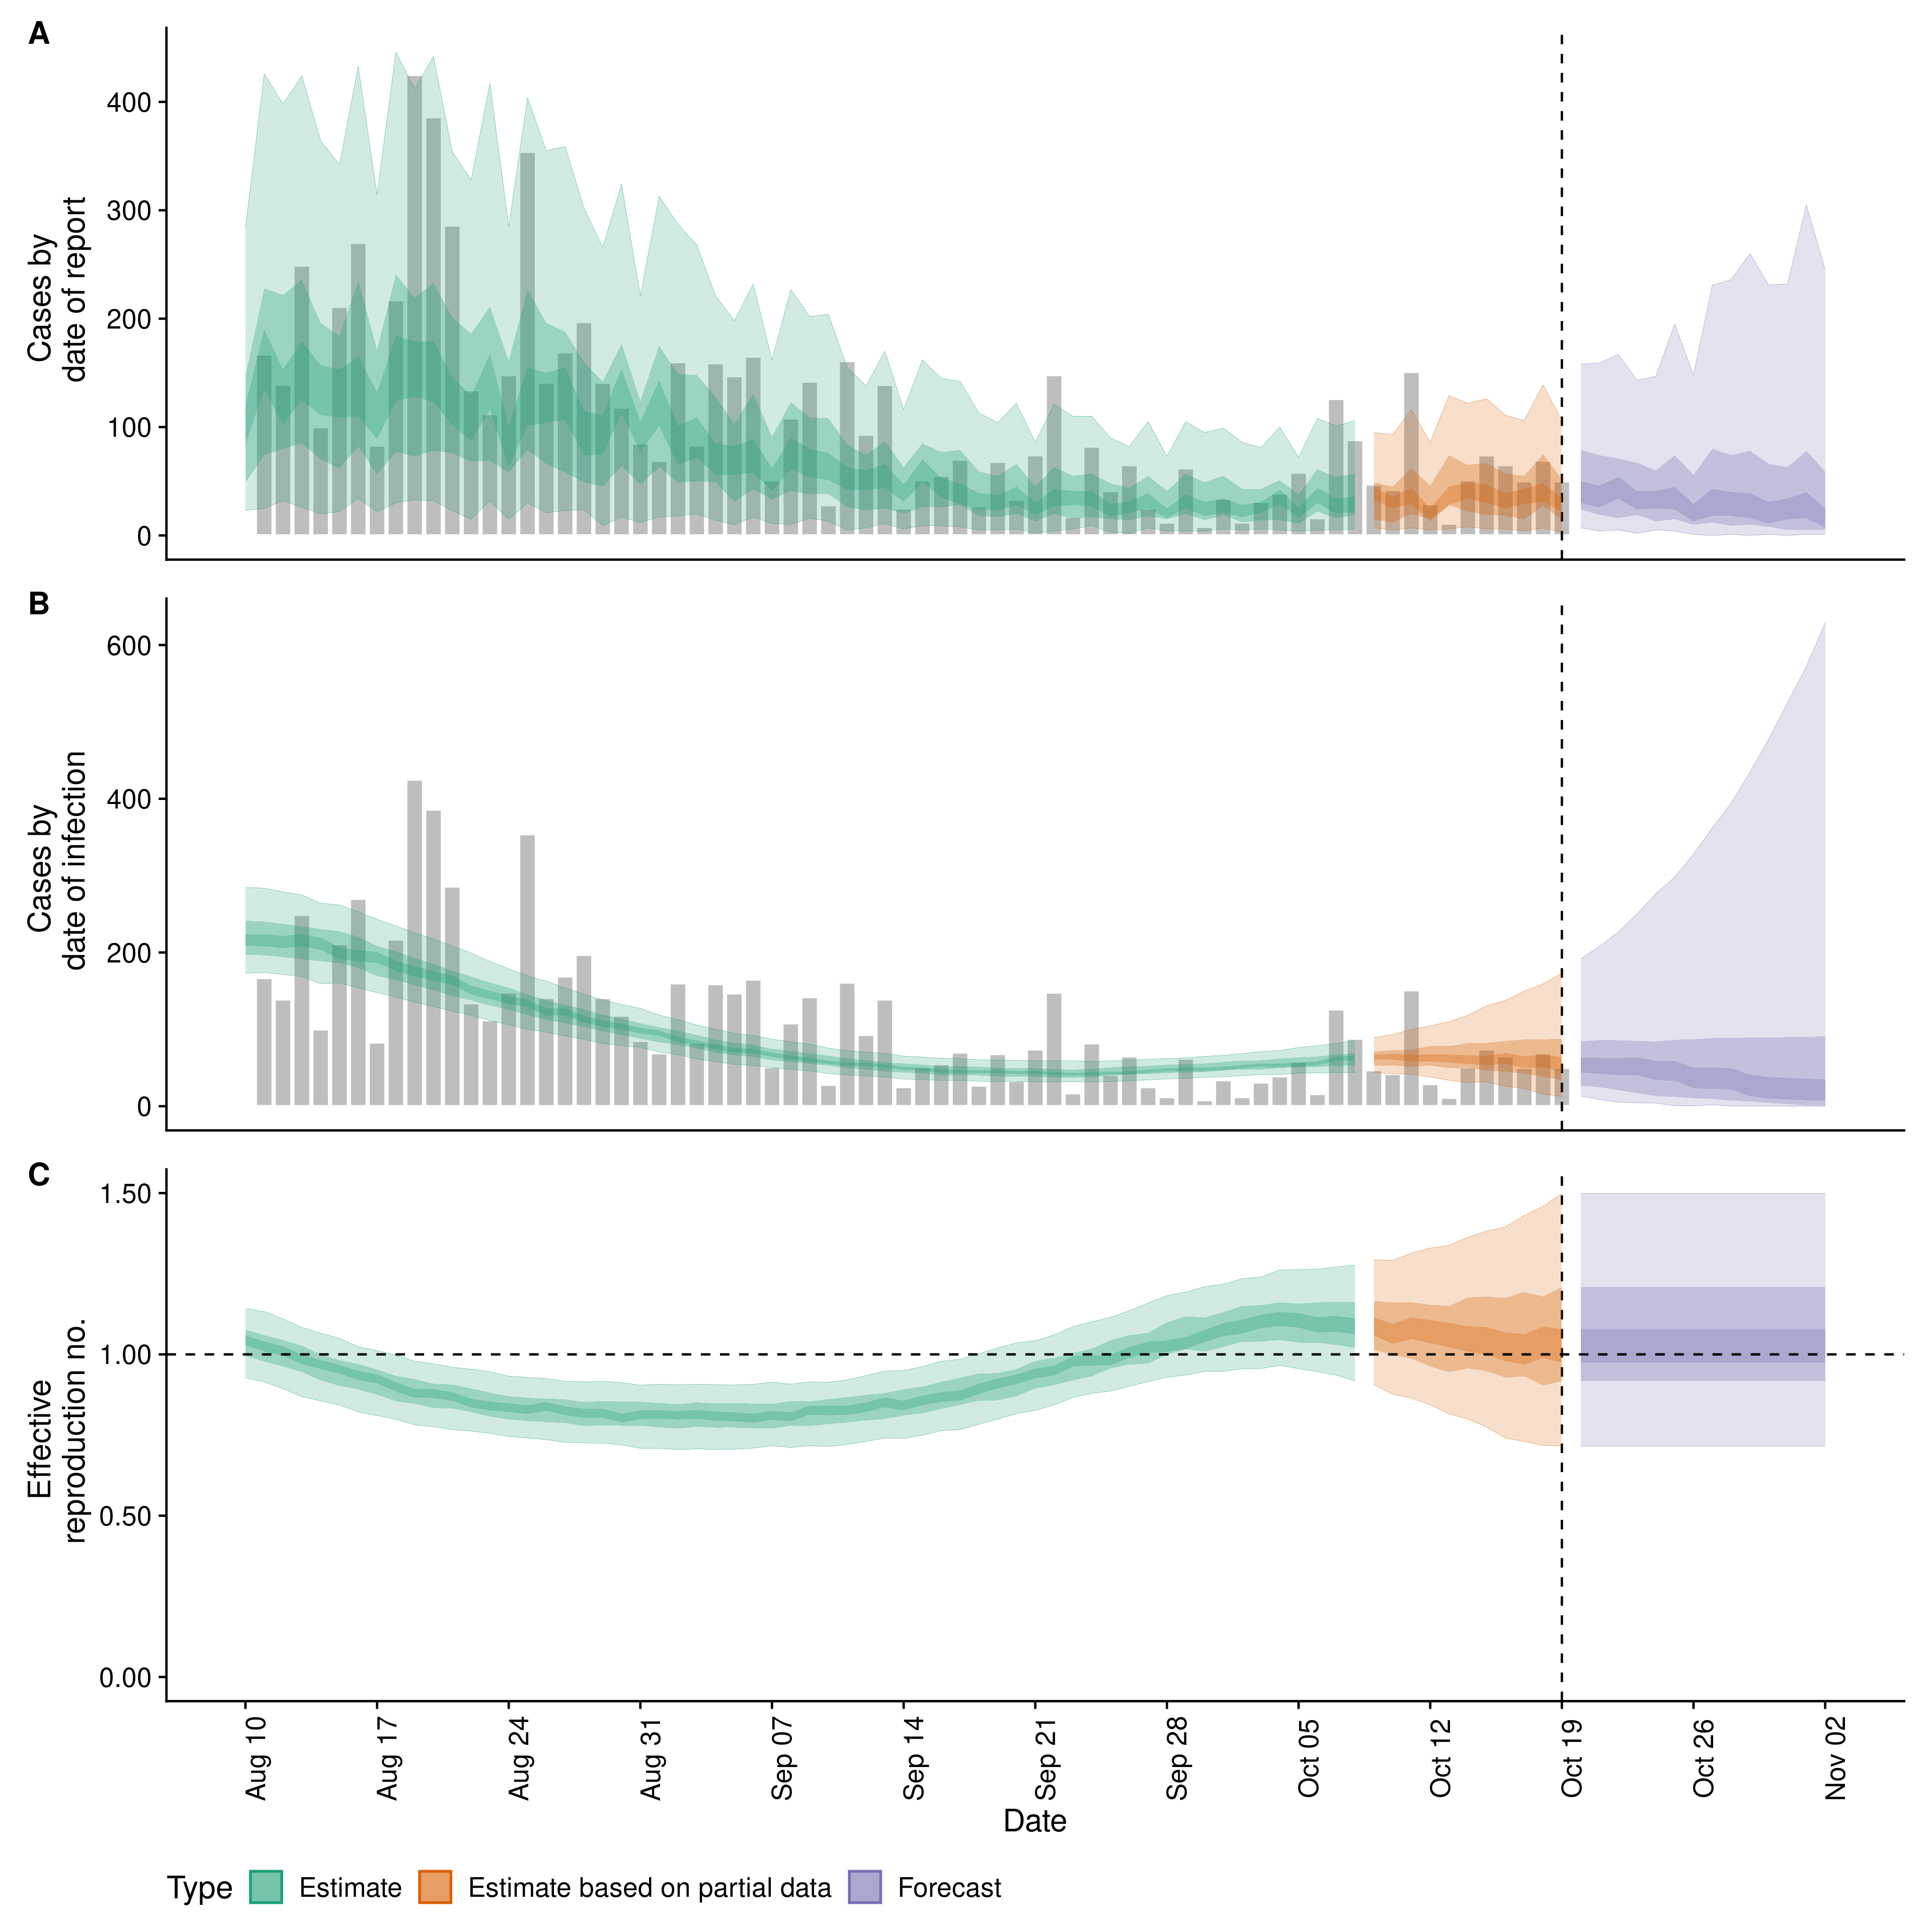 A
Cases by
date of report
400
300
200
100
0
B
Cases by
date of infection
600
400
200
0
C
Effective
reproduction no.
1.50
1.00
0.50
0.00
Aug 10
Aug 17
Aug 24
Aug 31
Sep 07
Sep 14
Sep 21
Sep 28
Oct 05
Oct 12
Oct 19
Oct 26
Nov 02
Date
Type Estimate Estimate based on partial data Forecast